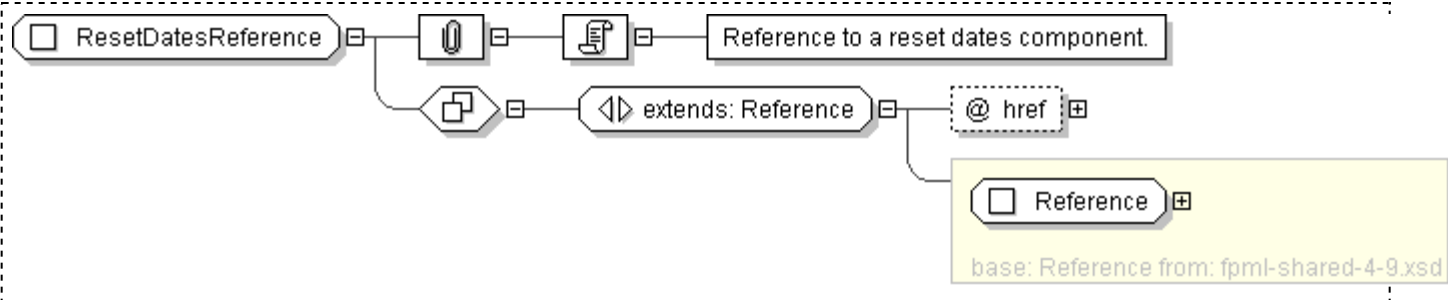 ResetDatesReference
Reference to a reset dates component.
extends: Reference
@ href
Reference
base: Reference from: fpml-shared-4-9.xsd